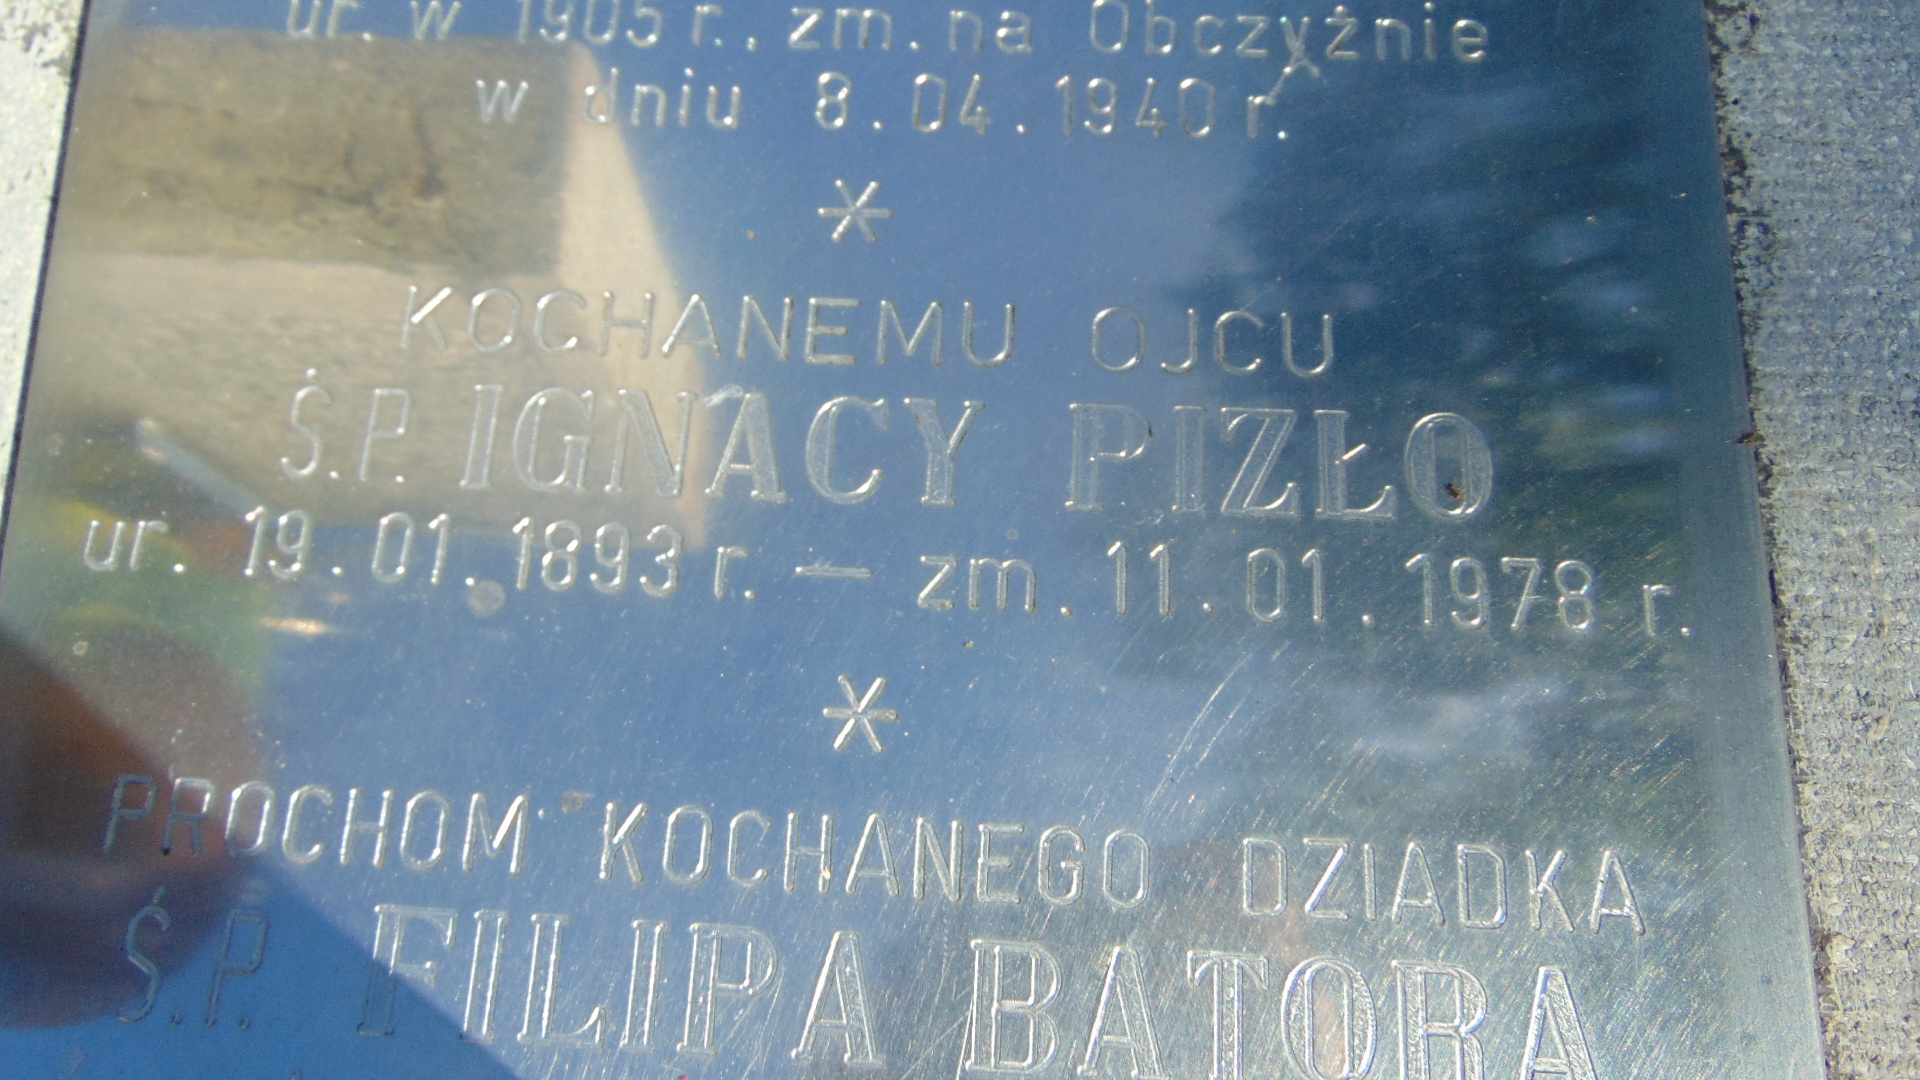 ur. w 1905 r., zm. na Obczyżnie
w dniu 8.04.1940 r.
*
KOCHANEMU OJCU
Ś.P. IGNACY PIZŁO
ur. 19.01.1893 r. — zm. 11.01.1978 r.
*
PROCHOM KOCHANEGO DZIADKA
Ś.P. FILIPA BATORA